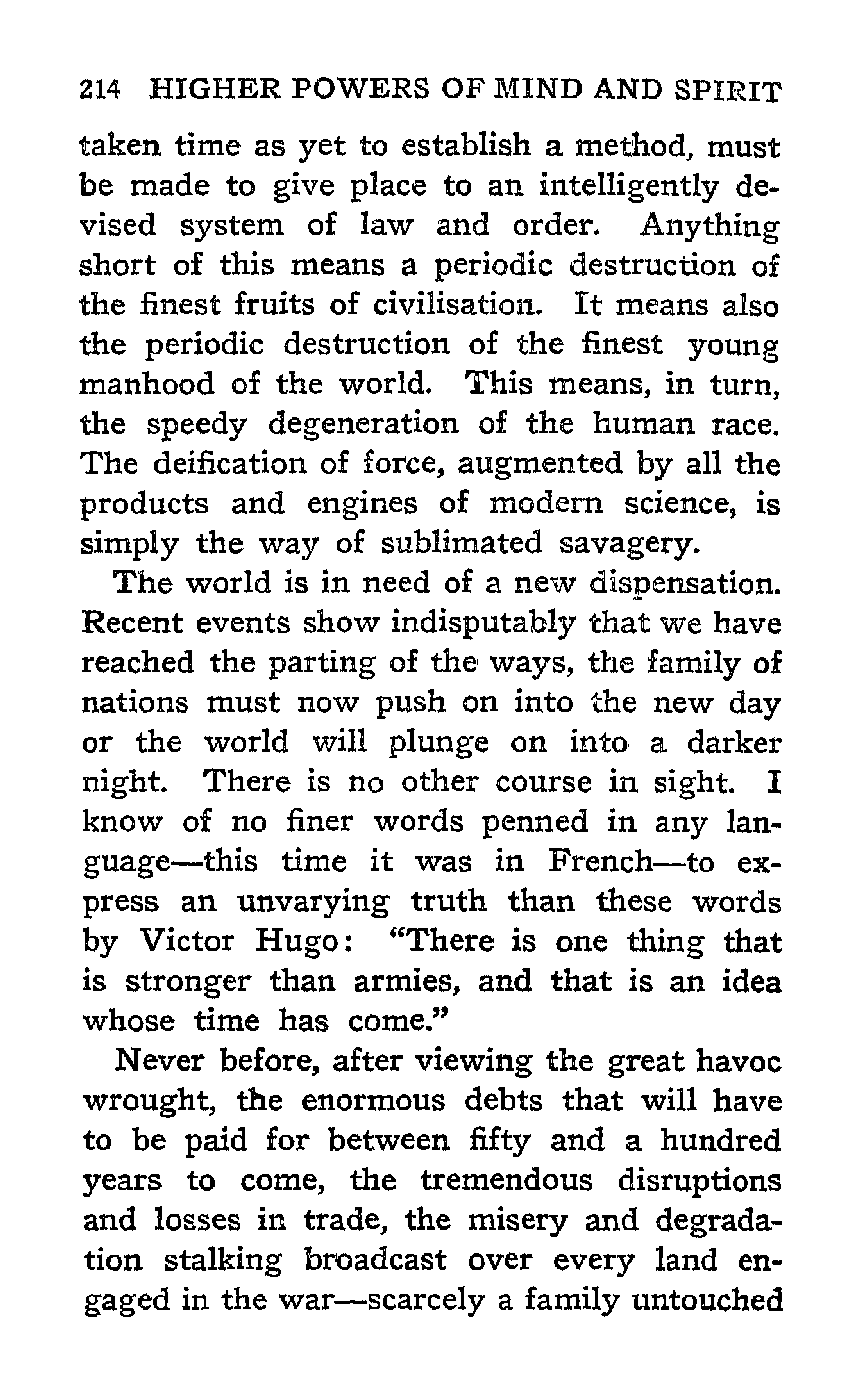 214 HIGHER POWERS OF MIND AND SPIRIT
taken time as yet to establish a method, must
be made to give place to an intelligently de-
vised system of law and order. Anything
short of this means a periodic destruction of
the finest fruits of civilisation. It means also
the periodic destruction of the finest young
manhood of the world. This means, in turn,
the speedy degeneration of the human race.
The deification of force, augmented by all the
products and engines of modern science, is
simply the way of sublimated savagery.
The world is in need of a new dispensation.
Recent events show indisputably that we have
reached the parting of the ways, the family of
nations must now push on into the new day
or the world will plunge on into a darker
night. There is no other course in sight. I
know of no finer words penned in any lan-
guage—this time it was in French—to ex-
press an unvarying truth than these words
by Victor Hugo: “There is one thing that
is stronger than armies, and that is an idea
whose time has come.”
Never before, after viewing the great havoc
wrought, the enormous debts that will have
to be paid for between fifty and a hundred
years to come, the tremendous disruptions
and losses in trade, the misery and degrada-
tion stalking broadcast over every land en-
gaged in the war—scarcely a family untouched